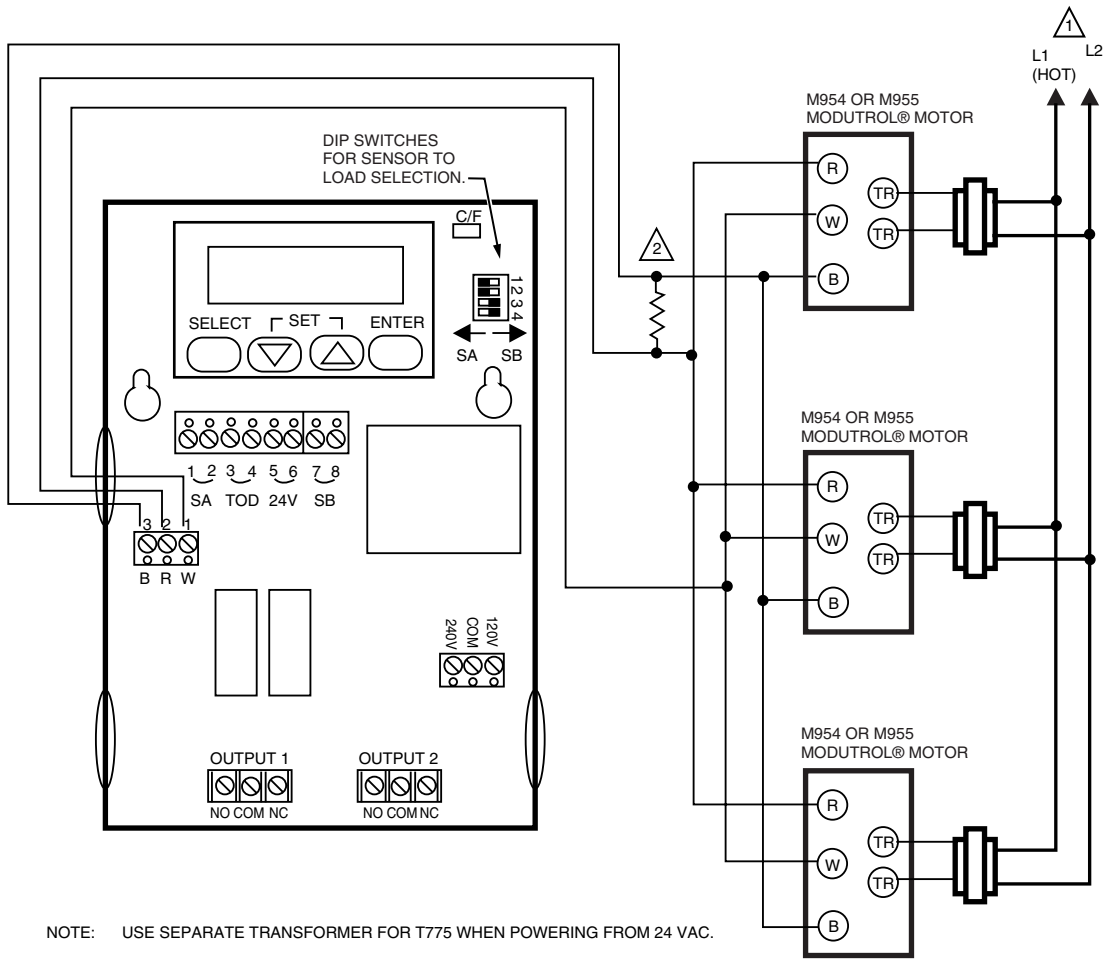 1
L1
(HOT)
L2
M954 OR M955
MODUTROL® MOTOR
DIP SWITCHES
FOR SENSOR TO
LOAD SELECTION.
R
TR
W
TR
B
C/F
2
1 2 3 4
SELECT
SET
ENTER
SA
SB
M954 OR M955
MODUTROL® MOTOR
R
TR
W
TR
B
1 2 3 4 5 6 7 8
SA TOD 24V SB
3 2 1
B R W
240V
COM
120V
M954 OR M955
MODUTROL® MOTOR
R
TR
W
TR
B
OUTPUT 1
NO COM NC
OUTPUT 2
NO COM NC
NOTE: USE SEPARATE TRANSFORMER FOR T775 WHEN POWERING FROM 24 VAC.